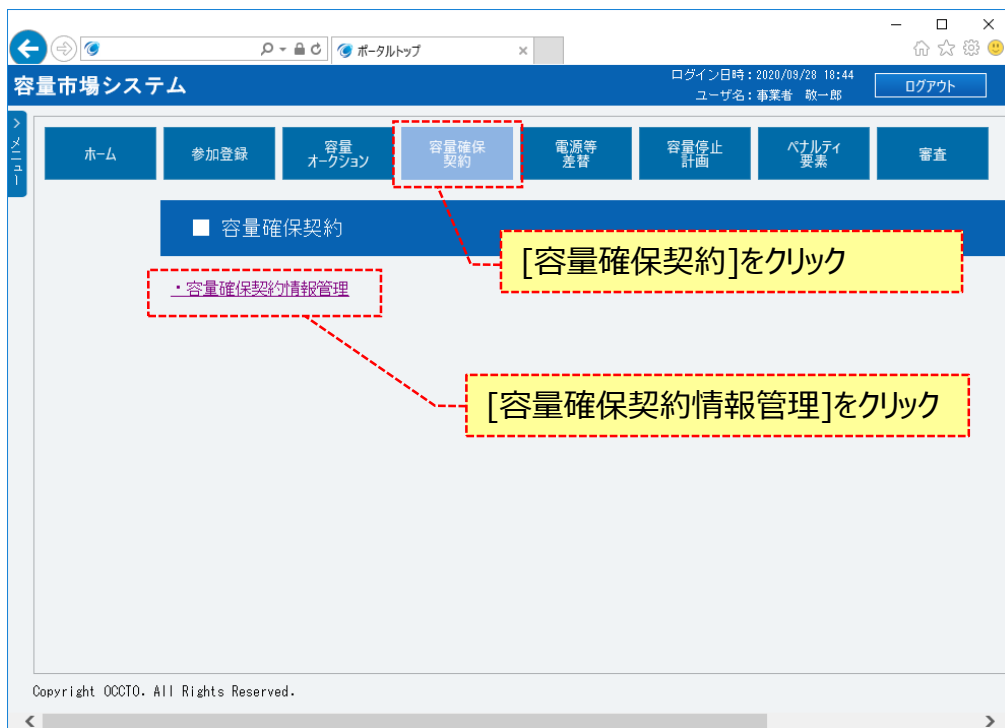 ポータルトップ
容量市場システム
ログイン日時:2020/09/28 18:44
ユーザ名:事業者 敬一郎
ログアウト
メニュー
ホーム
参加登録
容量
オークション
容量確保
契約
電源等
差替
容量停止
計画
ペナルティ
要素
審査
■ 容量確保契約
[容量確保契約]をクリック
・容量確保契約情報管理
[容量確保契約情報管理]をクリック
Copyright OCCTO. All Rights Reserved.